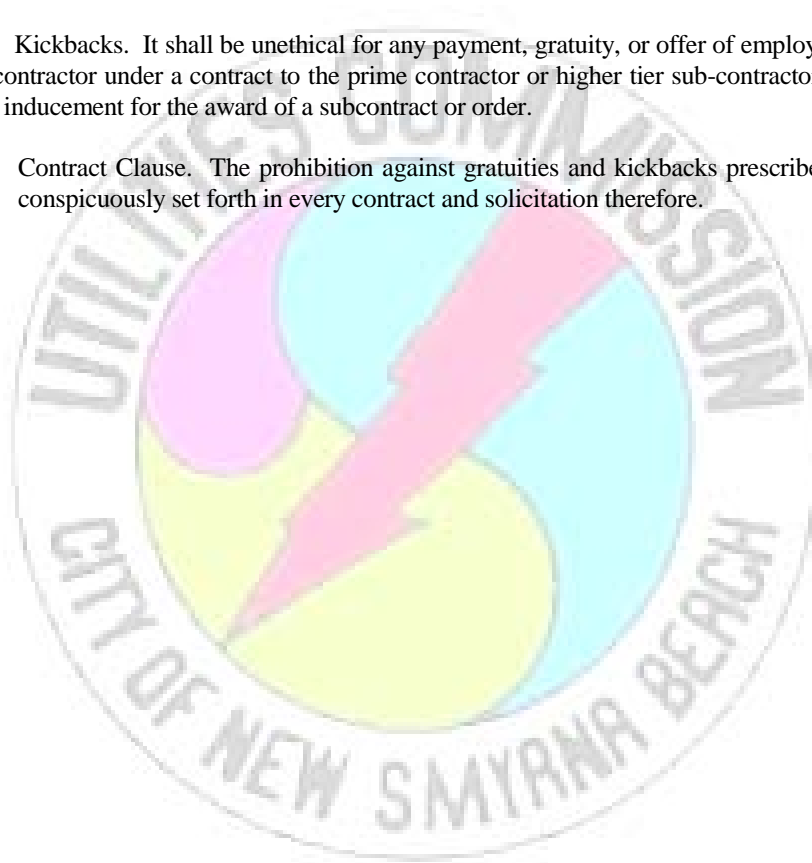 Kickbacks. It shall be unethical for any payment, gratuity, or offer of employ
contractor under a contract to the prime contractor or higher tier sub-contracto
inducement for the award of a subcontract or order.
Contract Clause. The prohibition against gratuities and kickbacks prescribe
conspicuously set forth in every contract and solicitation therefore.
UTILITIES COMMISSION
CITY OF NEW SMYRNA BEACH